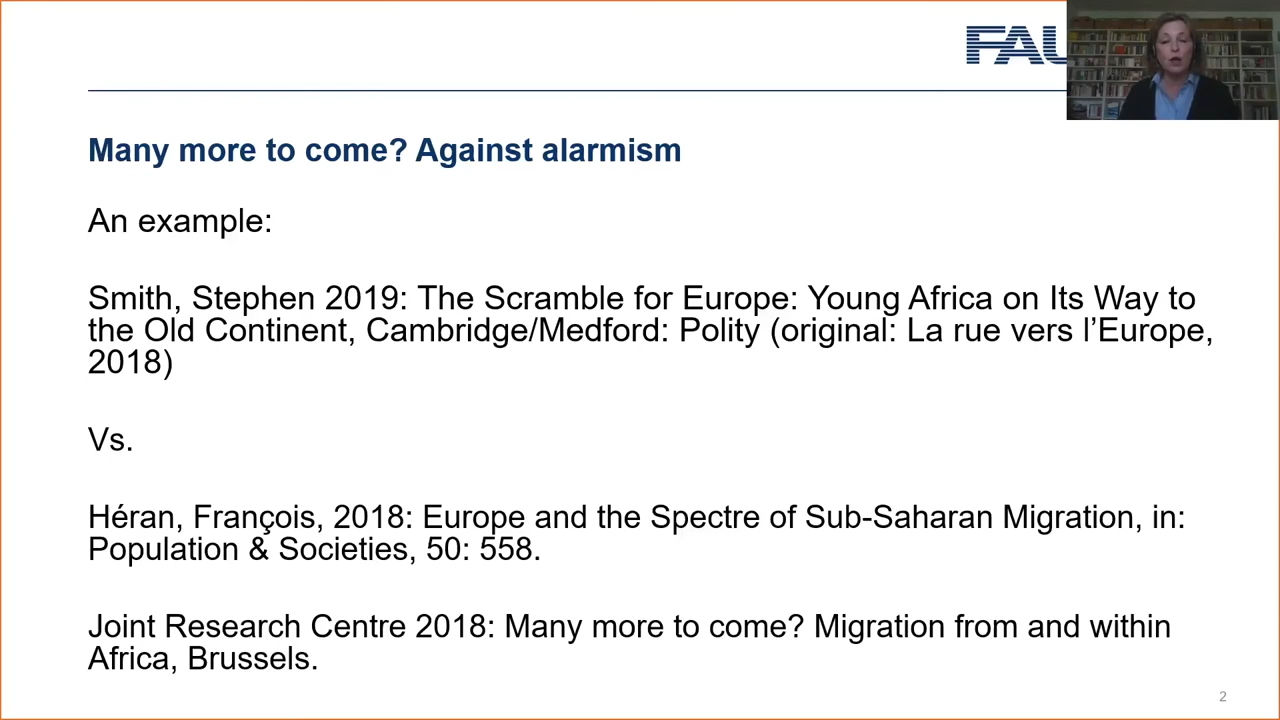 FAU
Many more to come? Against alarmism
An example:
Smith, Stephen 2019: The Scramble for Europe: Young Africa on Its Way to
the Old Continent, Cambridge/Medford: Polity (original: La rue vers l’Europe,
2018)
Vs.
Héran, François, 2018: Europe and the Spectre of Sub-Saharan Migration, in:
Population & Societies, 50: 558.
Joint Research Centre 2018: Many more to come? Migration from and within
Africa, Brussels.
2